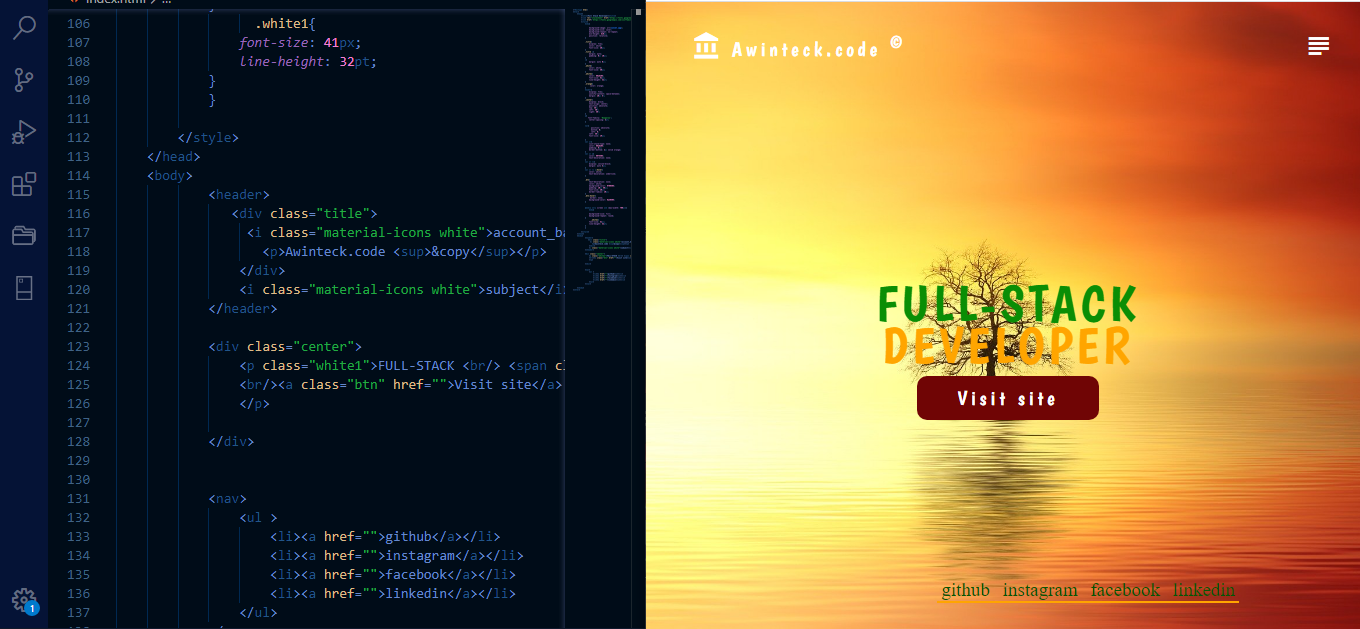 index.html > ...
106 .white1{
107 font-size: 41px;
108 line-height: 32pt;
109 }
110 }
111
112 </style>
113 </head>
114 <body>
115 <header>
116 <div class="title">
117 <i class="material-icons white">account_ba
118 <p>Awinteck.code <sup>&copy</sup></p>
119 </div>
120 <i class="material-icons white">subject</i
121 </header>
122
123 <div class="center">
124 <p class="white1">FULL-STACK <br/> <span cl
125 <br/><a class="btn" href="">Visit site</a>
126 </p>
127
128 </div>
129
130
131 <nav>
132 <ul >
133 <li><a href="">github</a></li>
134 <li><a href="">instagram</a></li>
135 <li><a href="">facebook</a></li>
136 <li><a href="">linkedin</a></li>
137 </ul>
1
Awinteck.code ©
FULL-STACK
DEVELOPER
Visit site
github instagram facebook linkedin